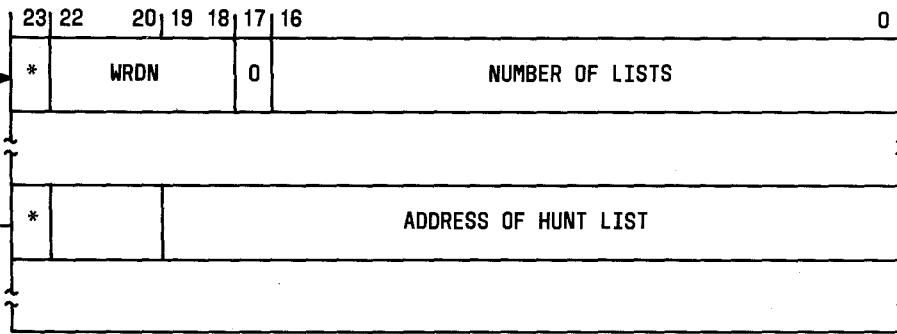 23 22 20 19 18 17 16 0
* WRDN 0 NUMBER OF LISTS
* ADDRESS OF HUNT LIST